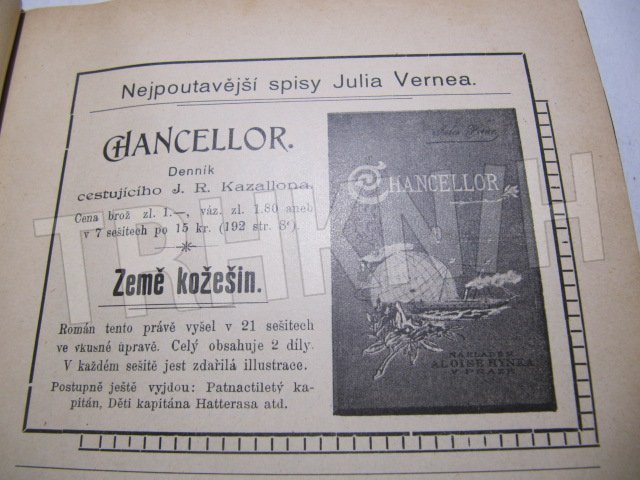 Nejpoutavější spisy Julia Vernea.
CHANCELLOR.
Denník
cestujícího J. R. Kazallona.
Cena brož zl. 1.—, váz. zl. 1.80 aneb
v 7 sešitech po 15 kr. (192 str. 8°).
Země kožešin.
Román tento právě vyšel v 21 sešitech
ve vkusné úpravě. Celý obsahuje 2 díly.
V každém sešitě jest zdařilá illustrace.
Postupně ještě vyjdou: Patnactiletý ka-
pitán, Děti kapitána Hatterasa atd.
Jules Verne
CHANCELLOR
NÁKLADEM
ALOISE HYNKA
V PRAZE
TRHKNIH